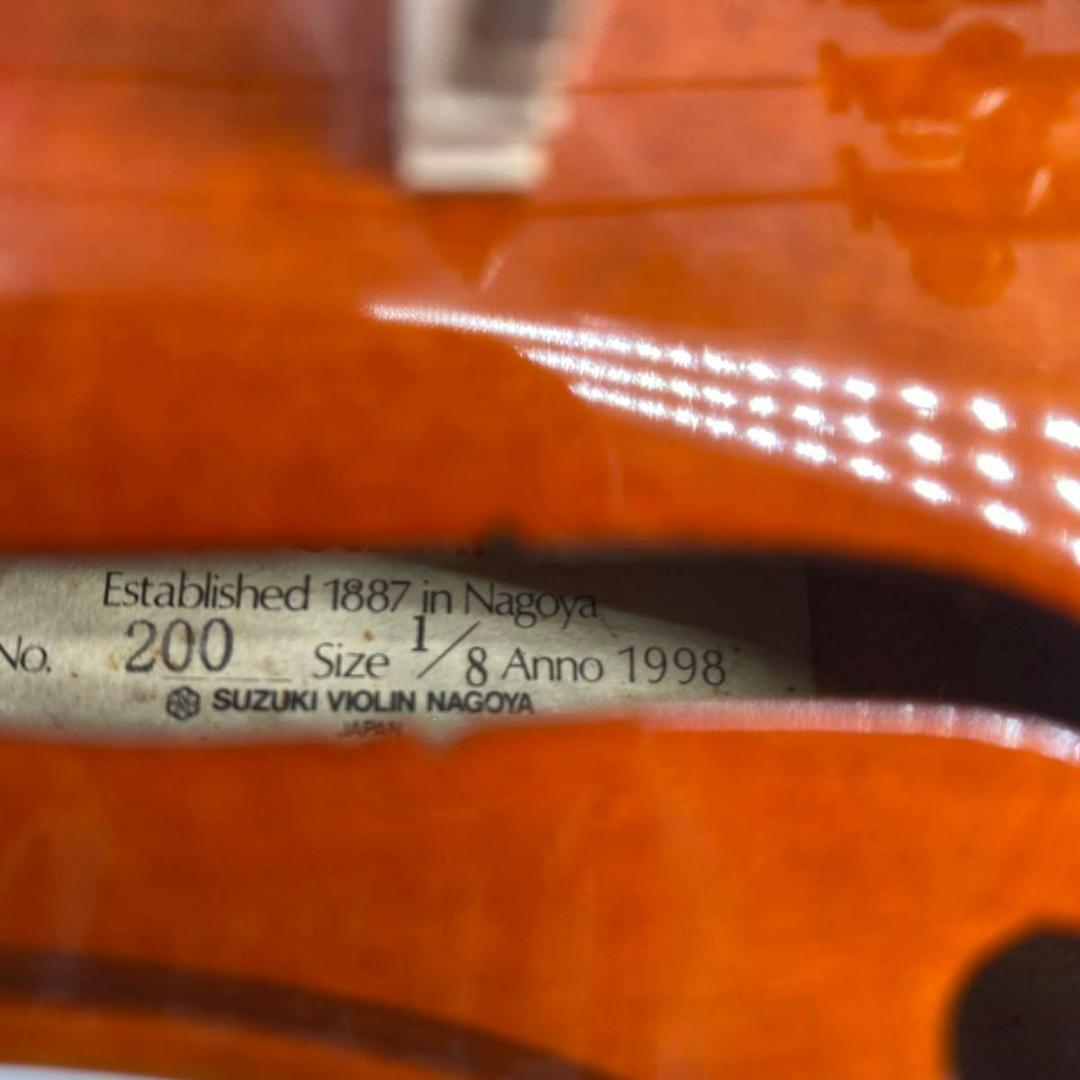 Established 1887 in Nagoya
No. 200 Size 1/8 Anno 1998
SUZUKI VIOLIN NAGOYA
JAPAN